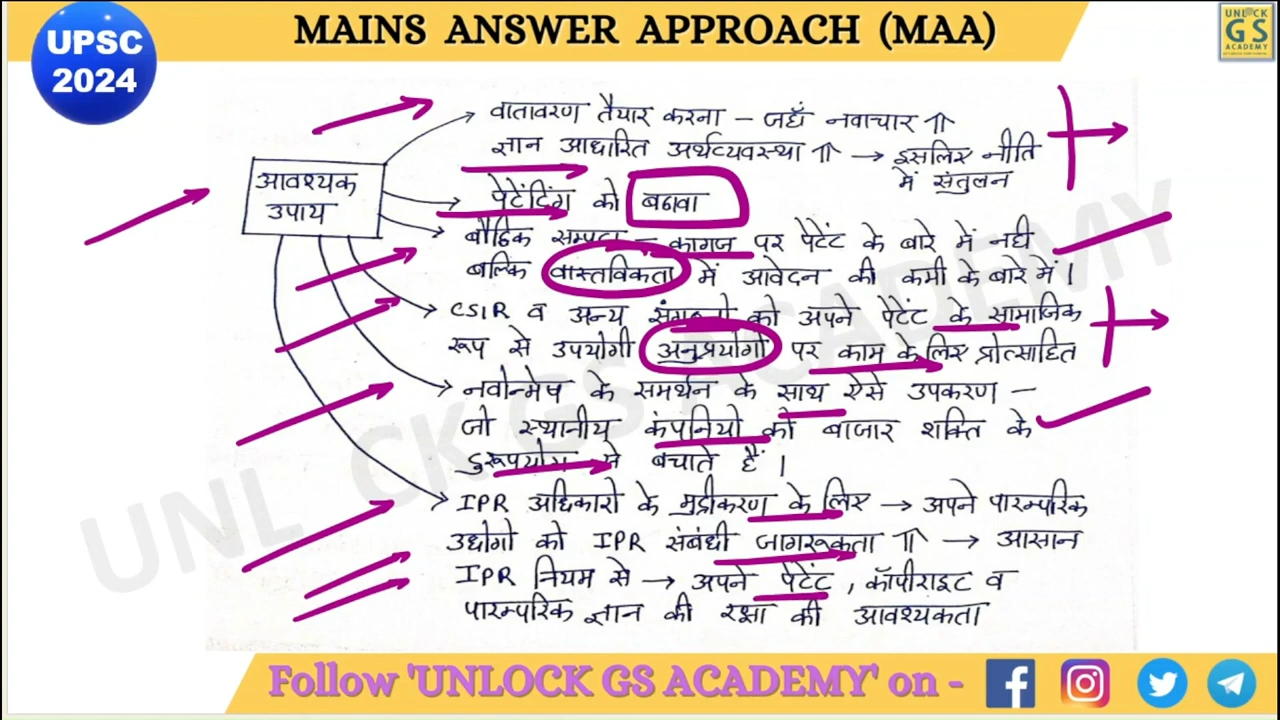 UPSC 2024
MAINS ANSWER APPROACH (MAA)
UNLOCK GS ACADEMY
आवश्यक
उपाय
वातावरण तैयार करना – जहाँ नवाचार ⇑
ज्ञान आधारित अर्थव्यवस्था ⇑ → इसलिए नीति
में संतुलन
पेटेंटिंग को बढावा
बौद्धिक सम्पदा – कागज पर पेटेंट के बारे में नही
बल्कि वास्तविकता में आवेदन की कमी के बारे में।
CSIR व अन्य संगठनो को अपने पेटेंट के सामाजिक
रूप से उपयोगी अनुप्रयोगो पर काम के लिए प्रोत्साहित
नवोन्मेष के समर्थन के साथ ऐसे उपकरण –
जो स्थानीय कंपनियो को बाजार शक्ति के
दुरूपयोग से बचाते हैं।
IPR अधिकारो के मुद्रीकरण के लिए → अपने पारम्परिक
उद्योगो को IPR संबंधी जागरूकता ⇑ → आसान
IPR नियम से → अपने पेटेंट, कॉपीराइट व
पारम्परिक ज्ञान की रक्षा की आवश्यकता
UNLOCK GS ACADEMY
Follow 'UNLOCK GS ACADEMY' on -